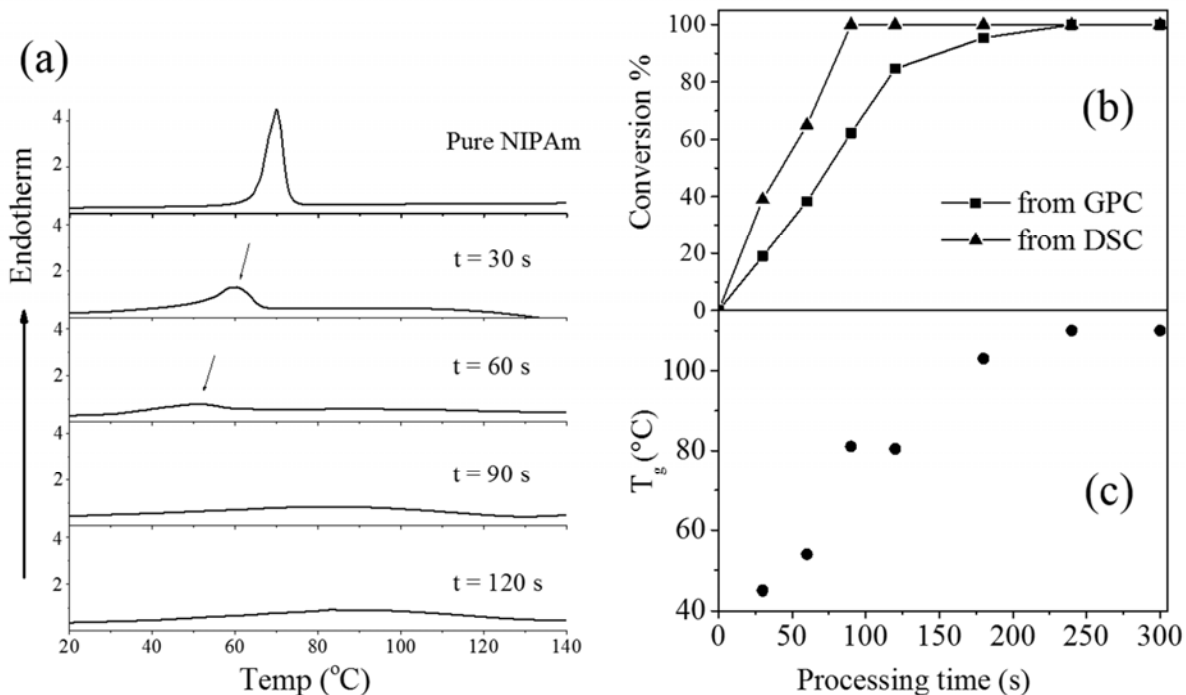 (a)
Endotherm
4
2
Pure NIPAm
4
2
t = 30 s
4
2
t = 60 s
4
2
t = 90 s
4
2
t = 120 s
20 40 60 80 100 120 140
Temp (°C)
Conversion %
100
80
60
40
20
0
(b)
from GPC
from DSC
Tg (°C)
100
80
60
40
(c)
0 50 100 150 200 250 300
Processing time (s)